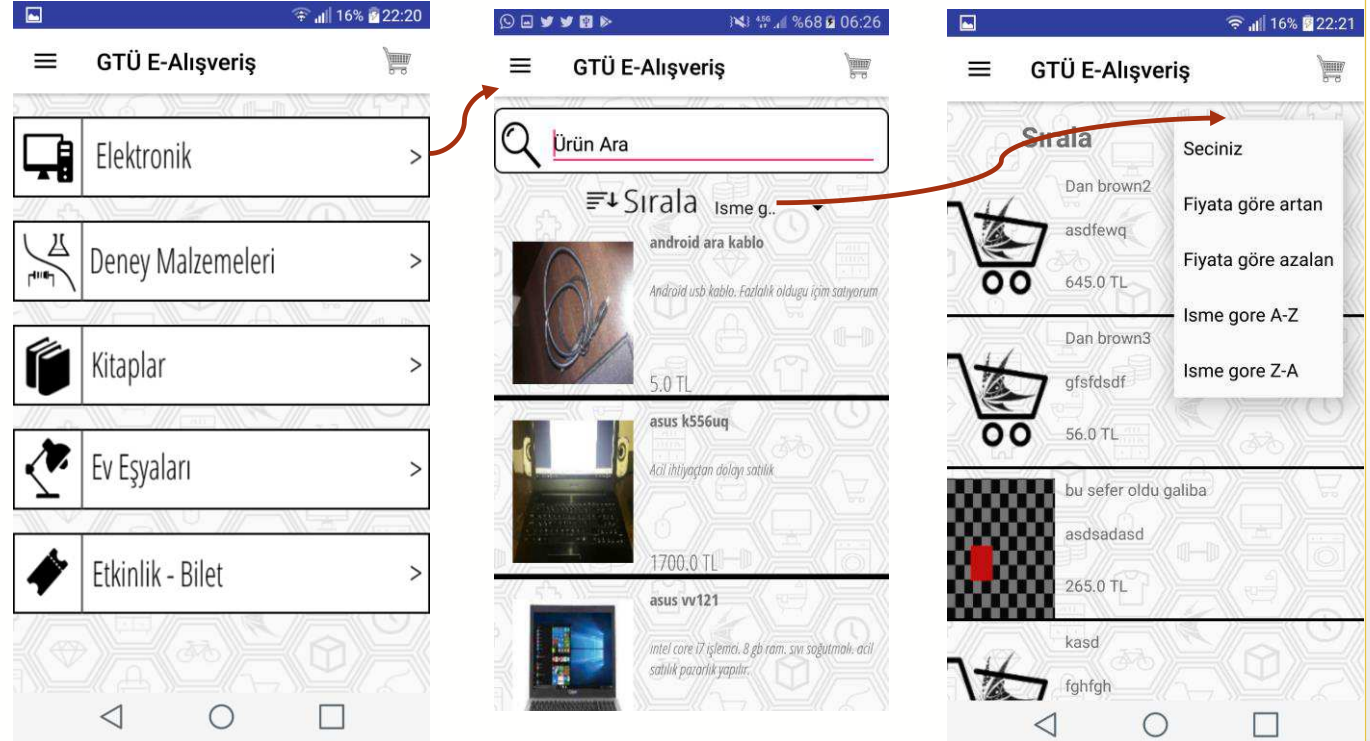 16% 22:20
GTÜ E-Alışveriş
Elektronik >
Deney Malzemeleri >
Kitaplar >
Ev Eşyaları >
Etkinlik - Bilet >
%68 06:26
GTÜ E-Alışveriş
Ürün Ara
Sırala Isme g..
android ara kablo
Android usb kablo. Fazlalık oldugu içim satıyorum
5.0 TL
asus k556uq
Acil ihtiyaçtan dolayı satılık
1700.0 TL
asus vv121
intel core i7 işlemci. 8 gb ram. sıvı soğutmalı. acil
satılık pazarlık yapılır.
16% 22:21
GTÜ E-Alışveriş
Sırala
Seciniz
Fiyata göre artan
Fiyata göre azalan
Isme gore A-Z
Isme gore Z-A
Dan brown2
asdfewq
645.0 TL
Dan brown3
gfsfdsdf
56.0 TL
bu sefer oldu galiba
asdsadasd
265.0 TL
kasd
fghfgh